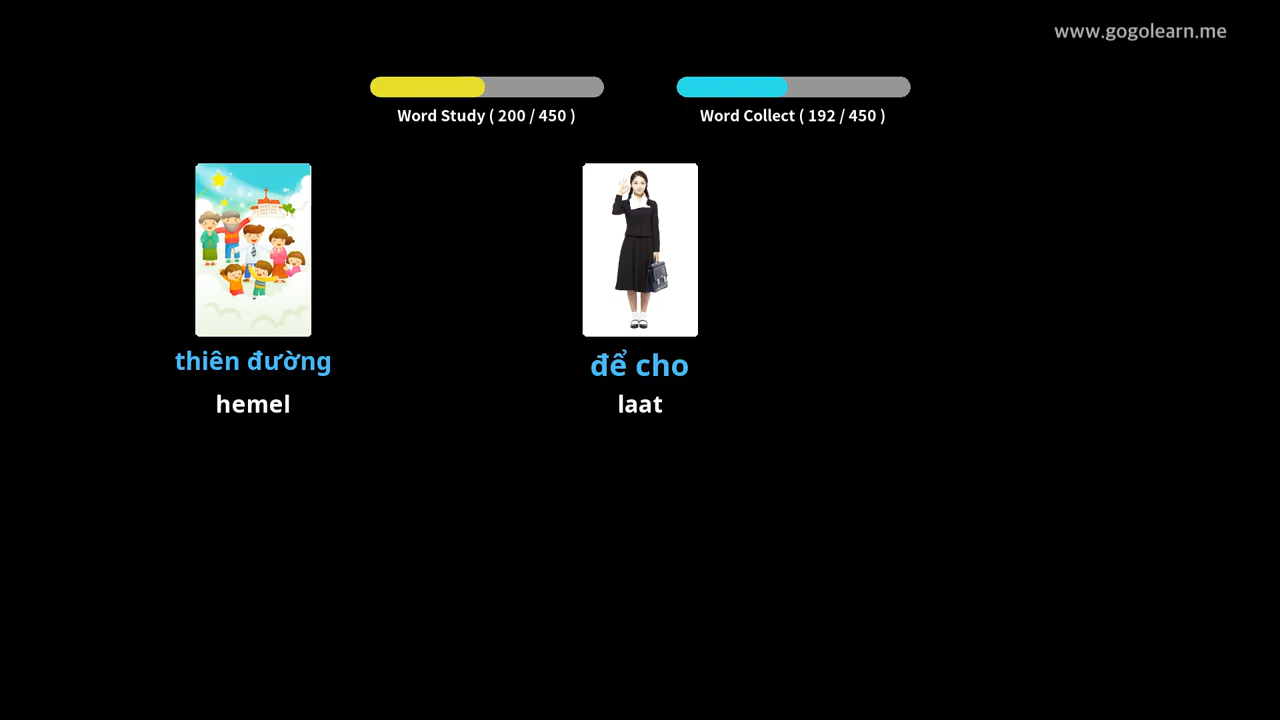 www.gogolearn.me
Word Study ( 200 / 450 )
Word Collect ( 192 / 450 )
thiên đường
hemel
để cho
laat